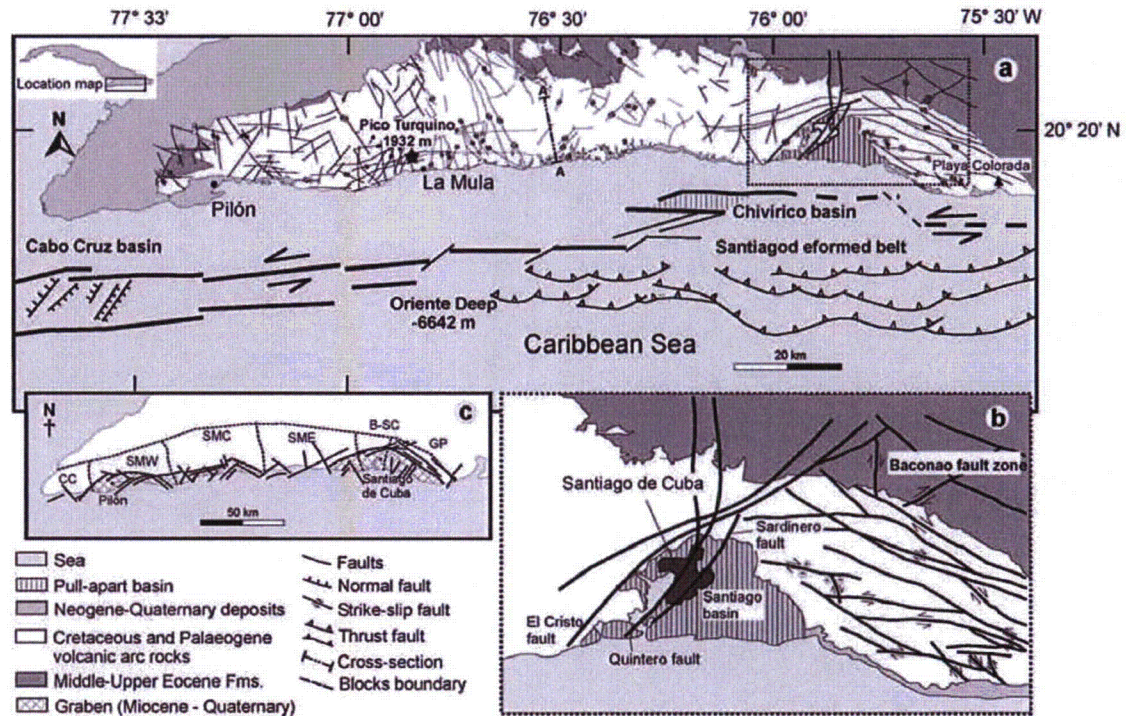 77° 33'
77° 00'
76° 30'
76° 00'
75° 30' W
Location map
a
N
20° 20' N
A'
Pico Turquino
1932 m
A
La Mula
Pilón
Playa Colorada
Chivírico basin
Cabo Cruz basin
Santiagod eformed belt
Oriente Deep
-6642 m
Caribbean Sea
20 km
N
c
B-SC
SMC
SME
GP
SMW
CC
Pilón
Santiago
de Cuba
50 km
b
Baconao fault zone
Santiago de Cuba
Sardinero
fault
Santiago
basin
El Cristo
fault
Quintero fault
Sea
Pull-apart basin
Neogene-Quaternary deposits
Cretaceous and Palaeogene
volcanic arc rocks
Middle-Upper Eocene Fms.
Graben (Miocene - Quaternary)
Faults
Normal fault
Strike-slip fault
Thrust fault
Cross-section
Blocks boundary